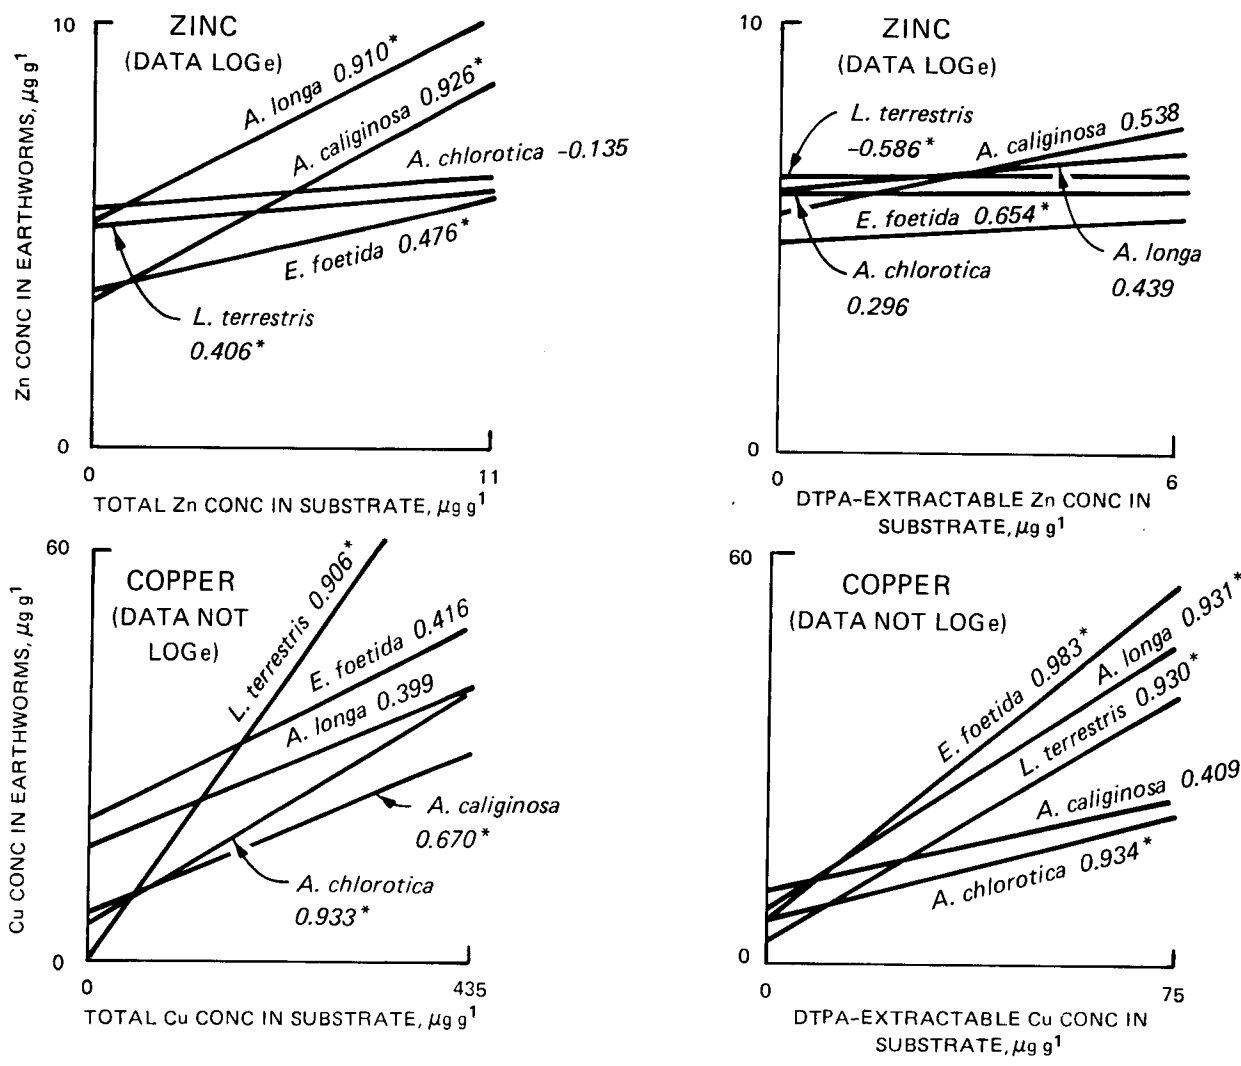 10
ZINC
(DATA LOGe)
A. longa 0.910*
A. caliginosa 0.926*
A. chlorotica -0.135
E. foetida 0.476*
L. terrestris
0.406*
Zn CONC IN EARTHWORMS, µg g1
0
0
11
TOTAL Zn CONC IN SUBSTRATE, µg g1
10
ZINC
(DATA LOGe)
L. terrestris
-0.586*
A. caliginosa 0.538
E. foetida 0.654*
A. chlorotica
0.296
A. longa
0.439
0
0
6
DTPA-EXTRACTABLE Zn CONC IN
SUBSTRATE, µg g1
60
COPPER
(DATA NOT
LOGe)
L. terrestris 0.906*
E. foetida 0.416
A. longa 0.399
A. caliginosa
0.670*
A. chlorotica
0.933*
Cu CONC IN EARTHWORMS, µg g1
0
0
435
TOTAL Cu CONC IN SUBSTRATE, µg g1
60
COPPER
(DATA NOT LOGe)
E. foetida 0.983*
A. longa 0.931*
L. terrestris 0.930*
A. caliginosa 0.409
A. chlorotica 0.934*
0
0
75
DTPA-EXTRACTABLE Cu CONC IN
SUBSTRATE, µg g1